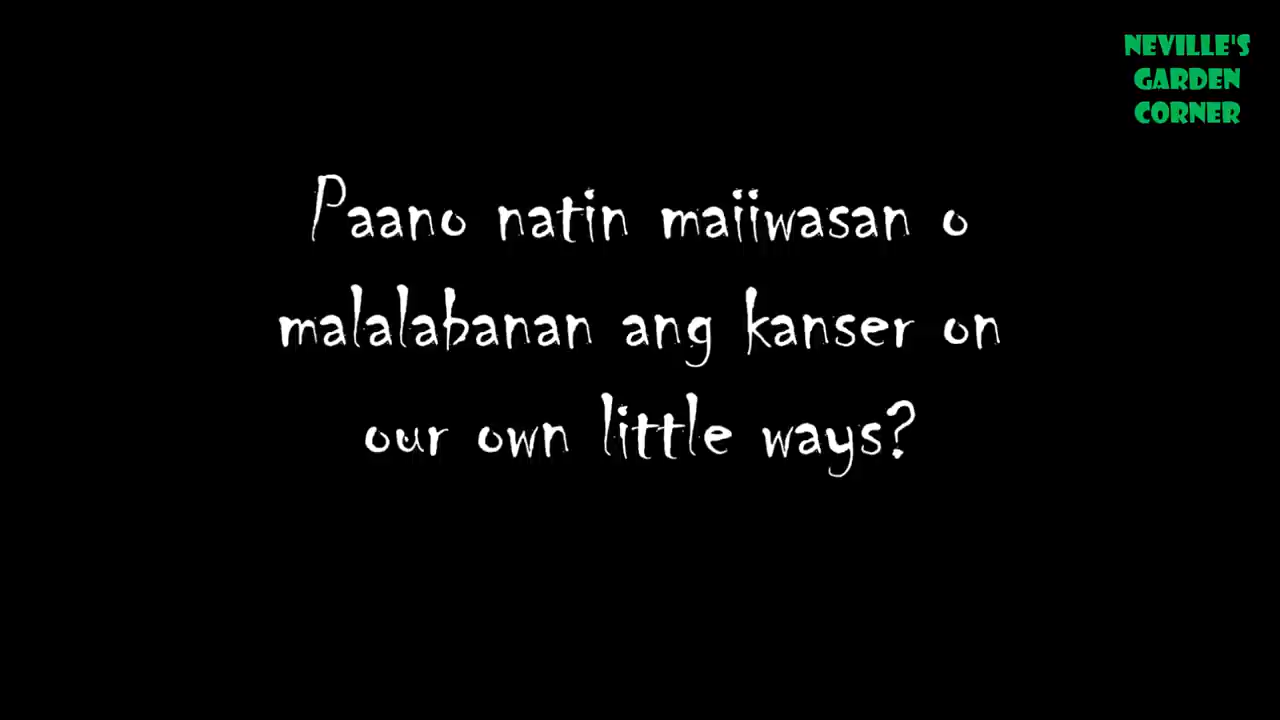 NEVILLE'S
GARDEN
CORNER
Paano natin maiiwasan o
malalabanan ang kanser on
our own little ways?